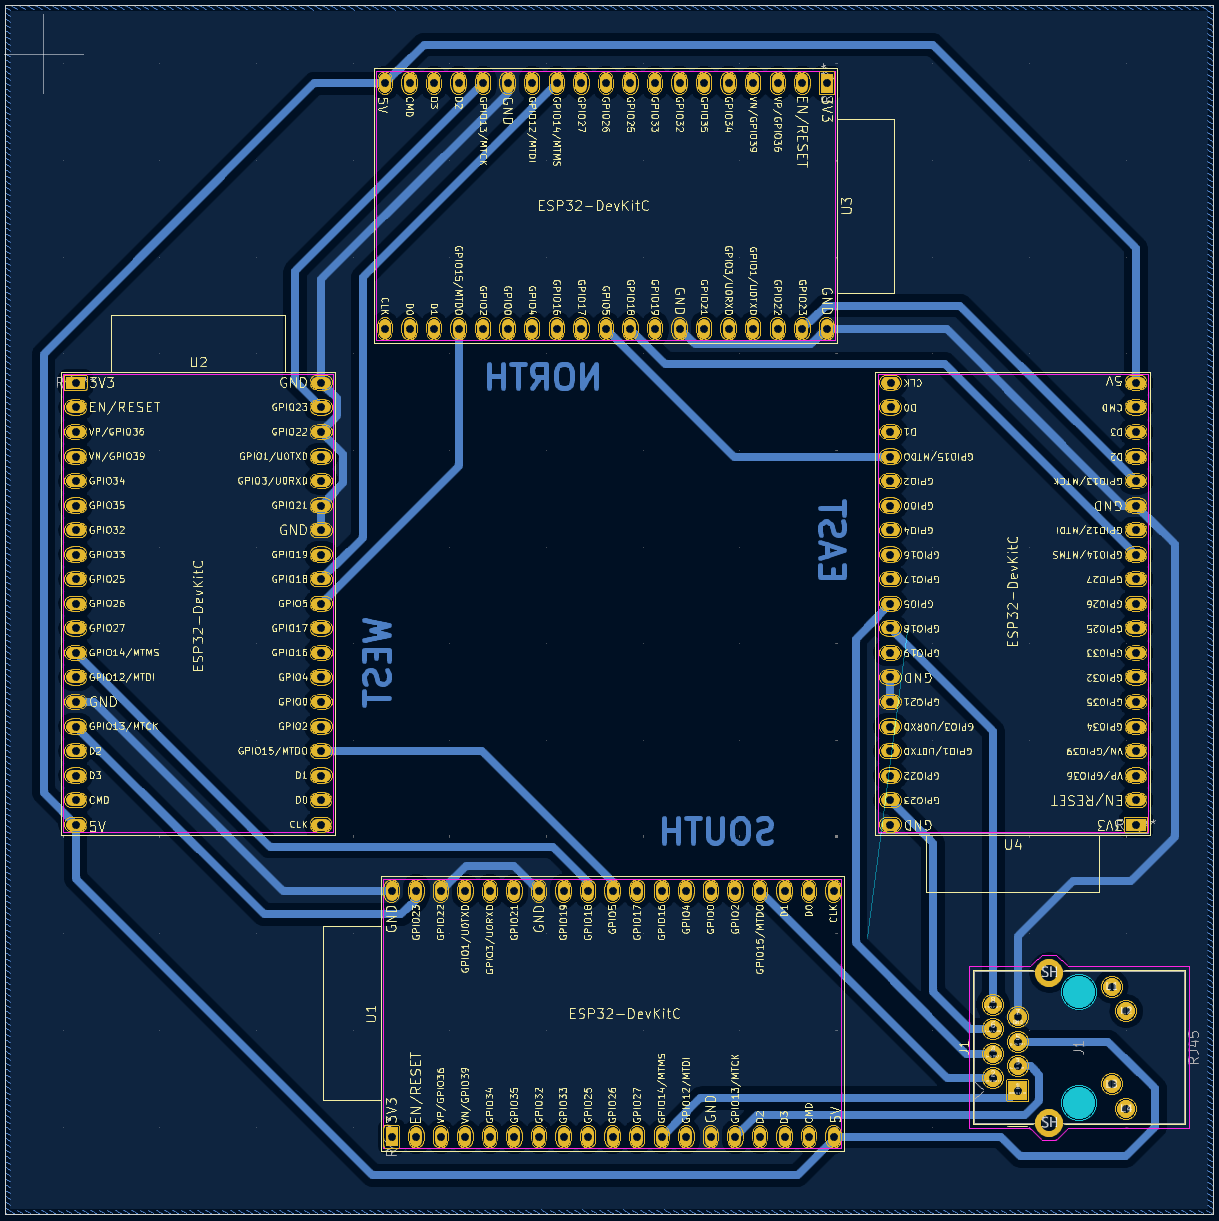 5V
CMD
D3
D2
GPIO13/MTCK
GND
GPIO12/MTDI
GPIO14/MTMS
GPIO27
GPIO26
GPIO25
GPIO33
GPIO32
GPIO35
GPIO34
VN/GPIO39
VP/GPIO36
EN/RESET
3V3
*
ESP32-DevKitC
U3
CLK
D0
D1
GPIO15/MTDO
GPIO2
GPIO0
GPIO4
GPIO16
GPIO17
GPIO5
GPIO18
GPIO19
GND
GPIO21
GPIO3/U0RXD
GPIO1/U0TXD
GPIO22
GPIO23
GND
NORTH
U2
3V3 GND
EN/RESET GPIO23
VP/GPIO36 GPIO22
VN/GPIO39 GPIO1/U0TXD
GPIO34 GPIO3/U0RXD
GPIO35 GPIO21
GPIO32 GND
GPIO33 GPIO19
GPIO25 GPIO18
GPIO26 GPIO5
GPIO27 GPIO17
GPIO14/MTMS GPIO16
GPIO12/MTDI GPIO4
GND GPIO0
GPIO13/MTCK GPIO2
D2 GPIO15/MTDO
D3 D1
CMD D0
5V CLK
ESP32-DevKitC
WEST
EAST
CLK 5V
D0 CMD
D1 D3
GPIO15/MTDO D2
GPIO2 GPIO13/MTCK
GPIO0 GND
GPIO4 GPIO12/MTDI
GPIO16 GPIO14/MTMS
GPIO17 GPIO27
GPIO5 GPIO26
GPIO18 GPIO25
GPIO19 GPIO33
GND GPIO32
GPIO21 GPIO35
GPIO3/U0RXD GPIO34
GPIO1/U0TXD VN/GPIO39
GPIO22 VP/GPIO36
GPIO23 EN/RESET
GND 3V3
*
ESP32-DevKitC
U4
SOUTH
GND
GPIO23
GPIO22
GPIO1/U0TXD
GPIO3/U0RXD
GPIO21
GND
GPIO19
GPIO18
GPIO5
GPIO17
GPIO16
GPIO4
GPIO0
GPIO2
GPIO15/MTDO
D1
D0
CLK
U1
ESP32-DevKitC
3V3
EN/RESET
VP/GPIO36
VN/GPIO39
GPIO34
GPIO35
GPIO32
GPIO33
GPIO25
GPIO26
GPIO27
GPIO14/MTMS
GPIO12/MTDI
GND
GPIO13/MTCK
D2
D3
CMD
5V
SH
J1
J1
RJ45
SH